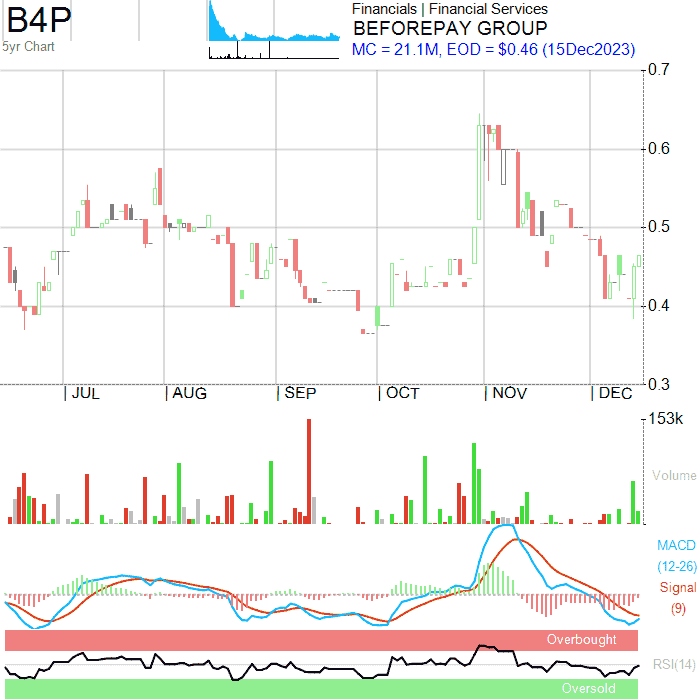 B4P
5yr Chart
Financials | Financial Services
BEFOREPAY GROUP
MC = 21.1M, EOD = $0.46 (15Dec2023)
0.7
0.6
0.5
0.4
0.3
| JUL | AUG | SEP | OCT | NOV | DEC
153k
Volume
MACD
(12-26)
Signal
(9)
Overbought
RSI(14)
Oversold